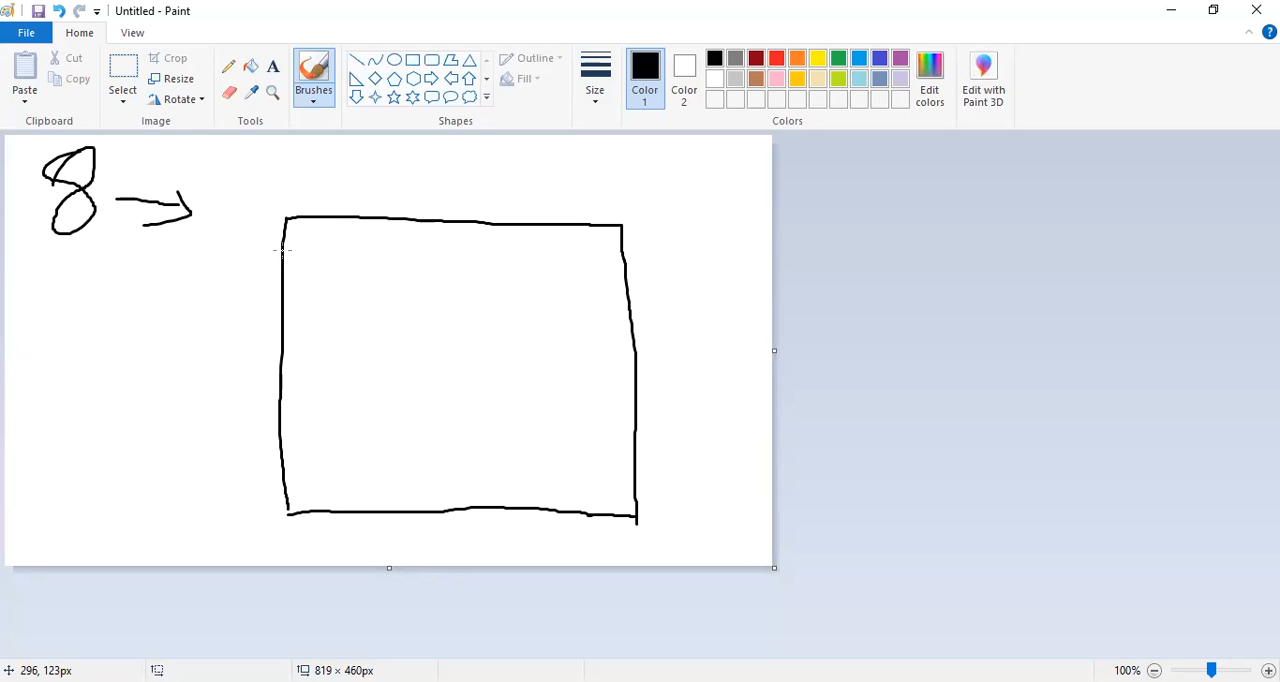 Untitled - Paint
File Home View
Paste
Cut
Copy
Clipboard
Select
Crop
Resize
Rotate
Image
A
Tools
Brushes
Outline
Fill
Shapes
Size
Color 1
Color 2
Edit colors
Colors
Edit with Paint 3D
8 →
296, 123px
819 × 460px
100%